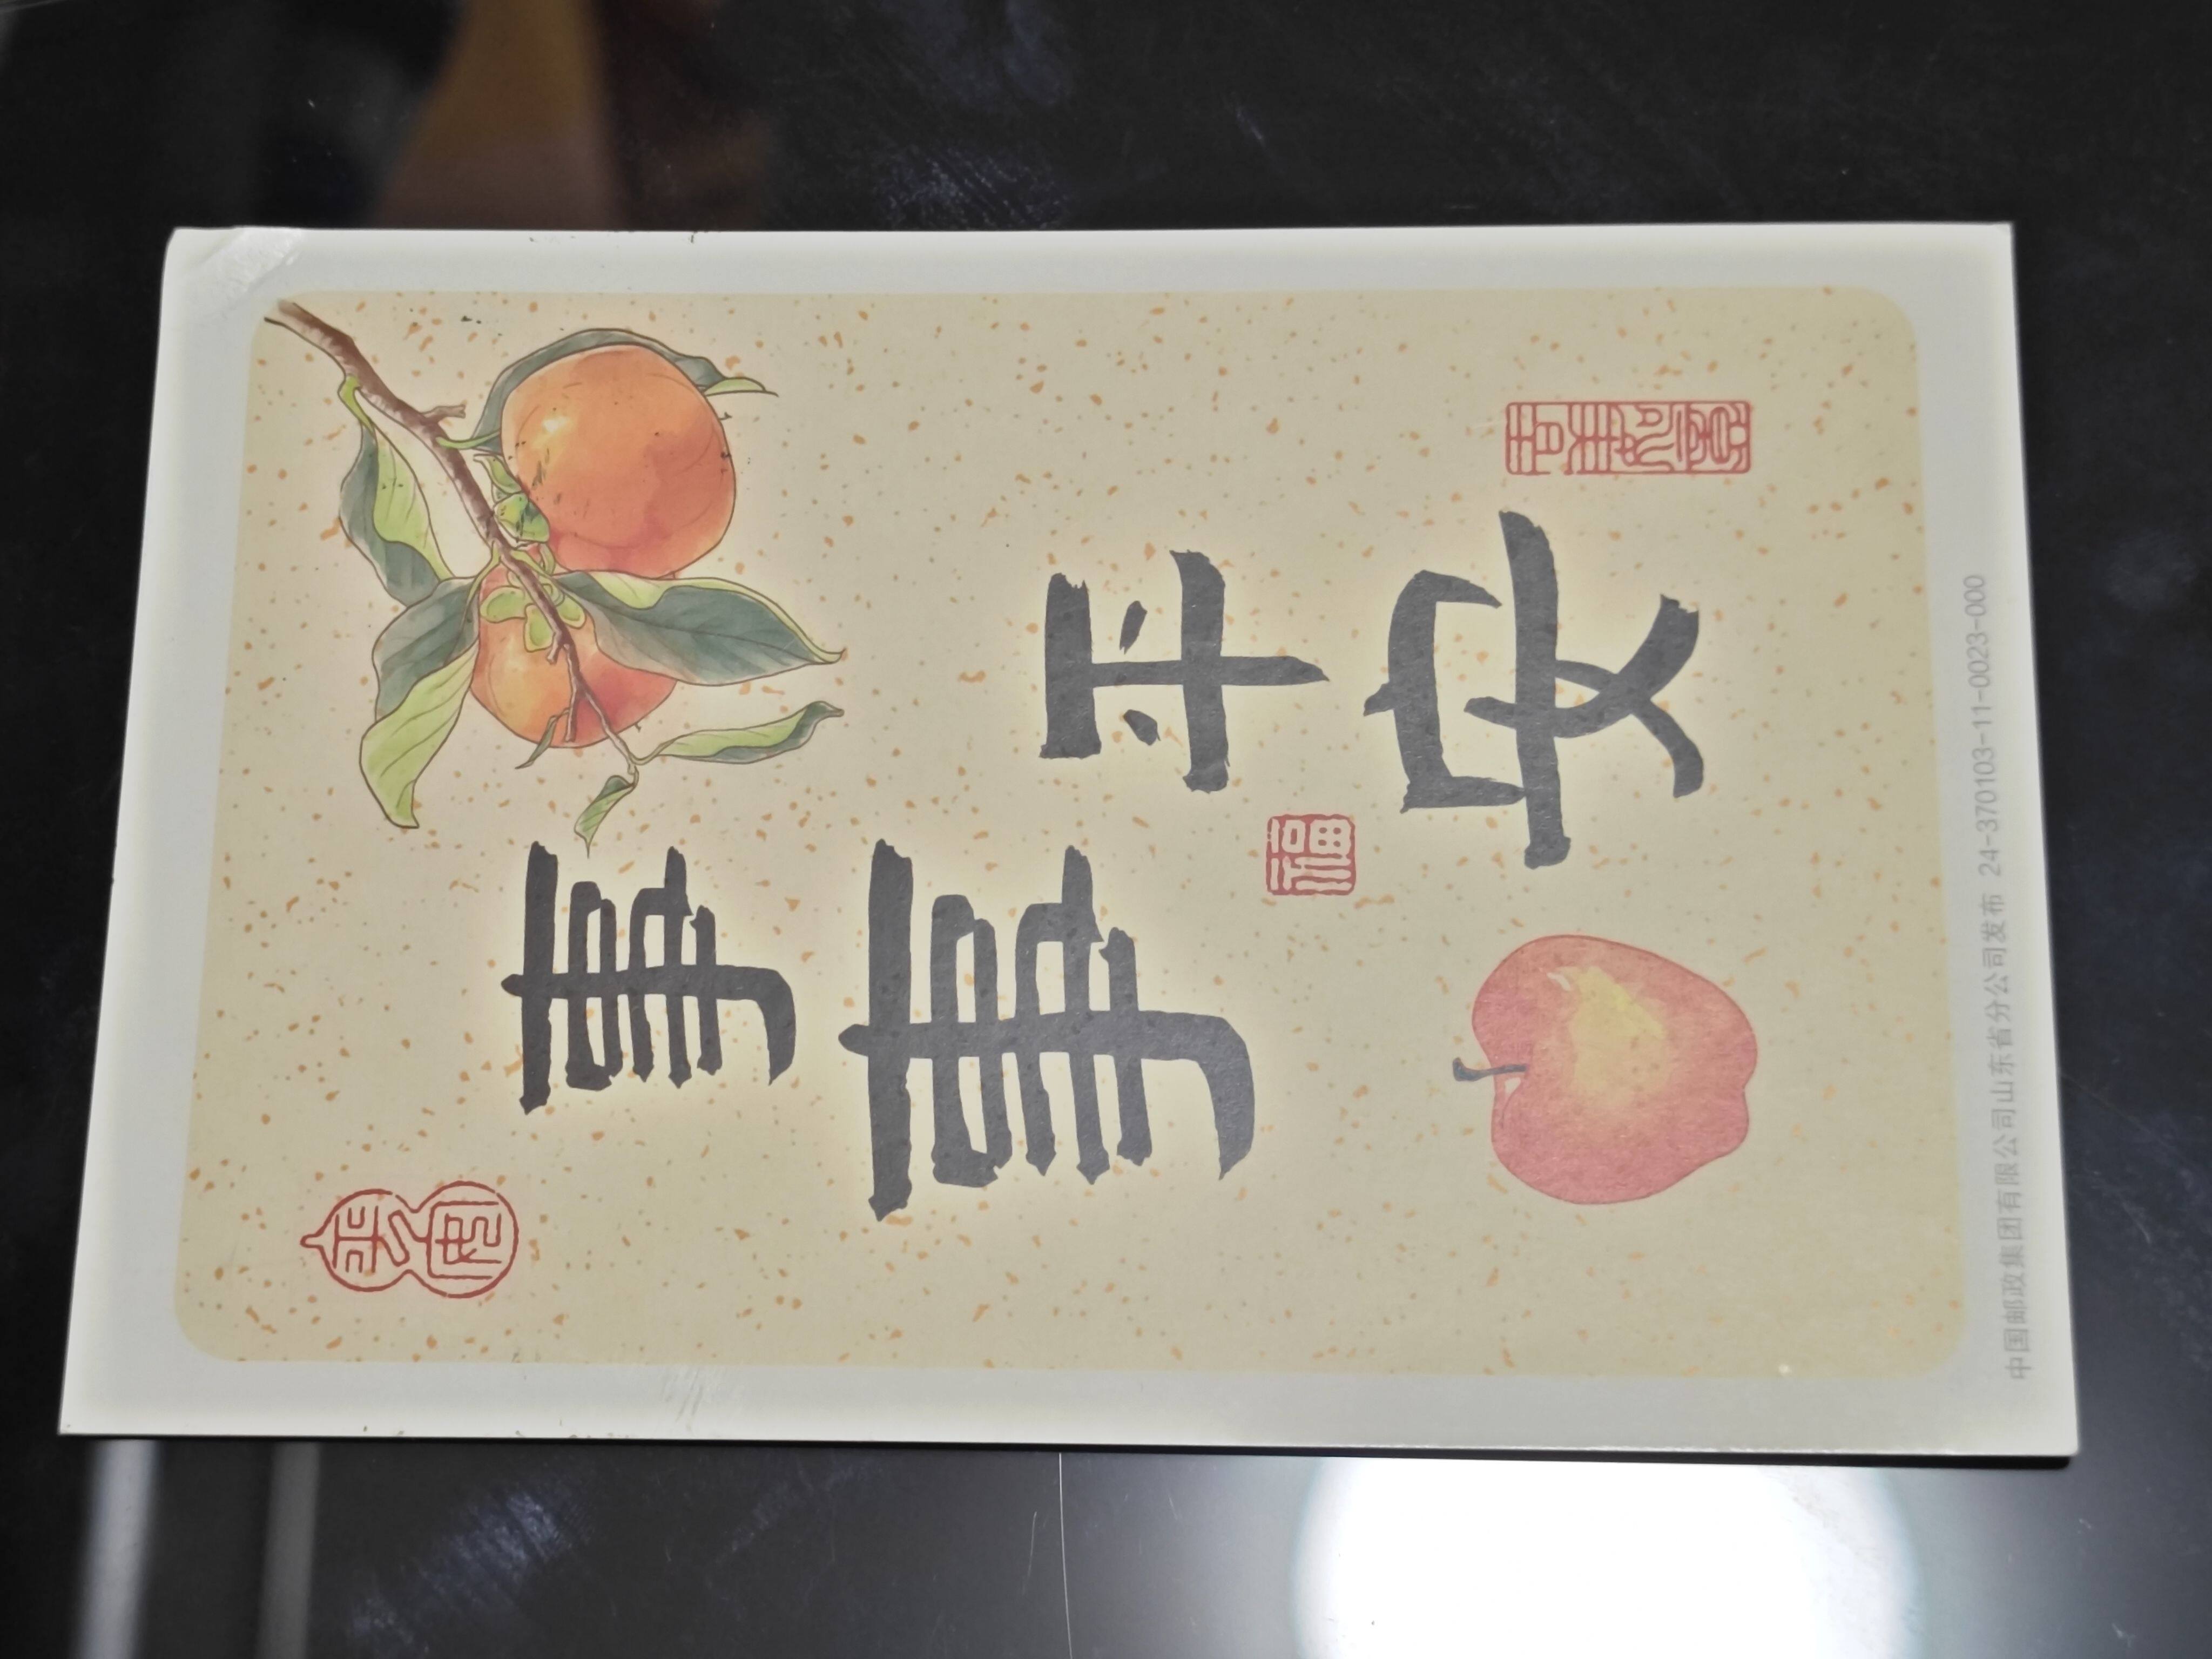 事事
平安
福
中国邮政集团有限公司山东省分公司发布 24-370103-11-0023-000